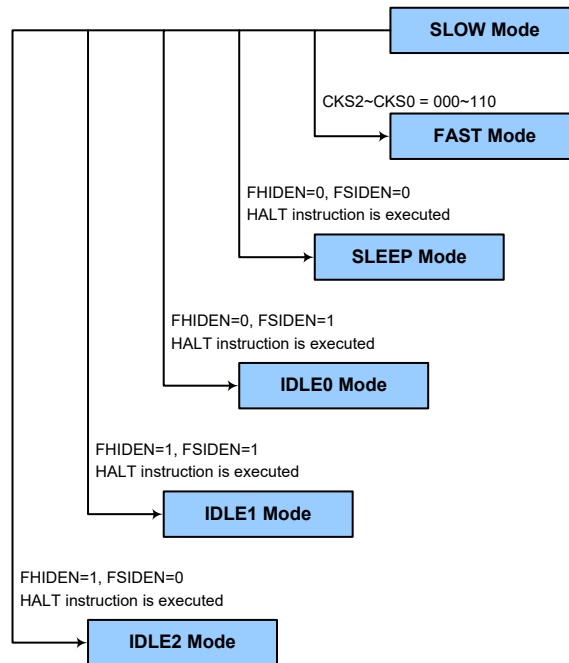 SLOW Mode
CKS2~CKS0 = 000~110
FAST Mode
FHIDEN=0, FSIDEN=0
HALT instruction is executed
SLEEP Mode
FHIDEN=0, FSIDEN=1
HALT instruction is executed
IDLE0 Mode
FHIDEN=1, FSIDEN=1
HALT instruction is executed
IDLE1 Mode
FHIDEN=1, FSIDEN=0
HALT instruction is executed
IDLE2 Mode